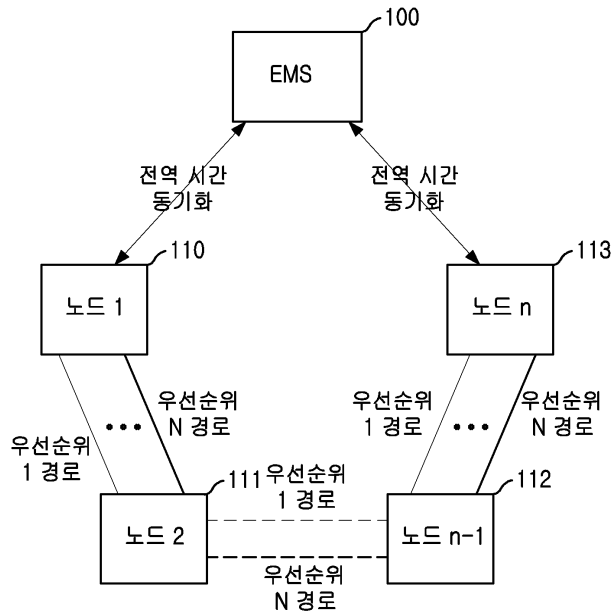 100
EMS
전역 시간
동기화
전역 시간
동기화
110
노드 1
113
노드 n
우선순위
1 경로
•••
우선순위
N 경로
우선순위
1 경로
•••
우선순위
N 경로
111
노드 2
우선순위
1 경로
우선순위
N 경로
112
노드 n-1